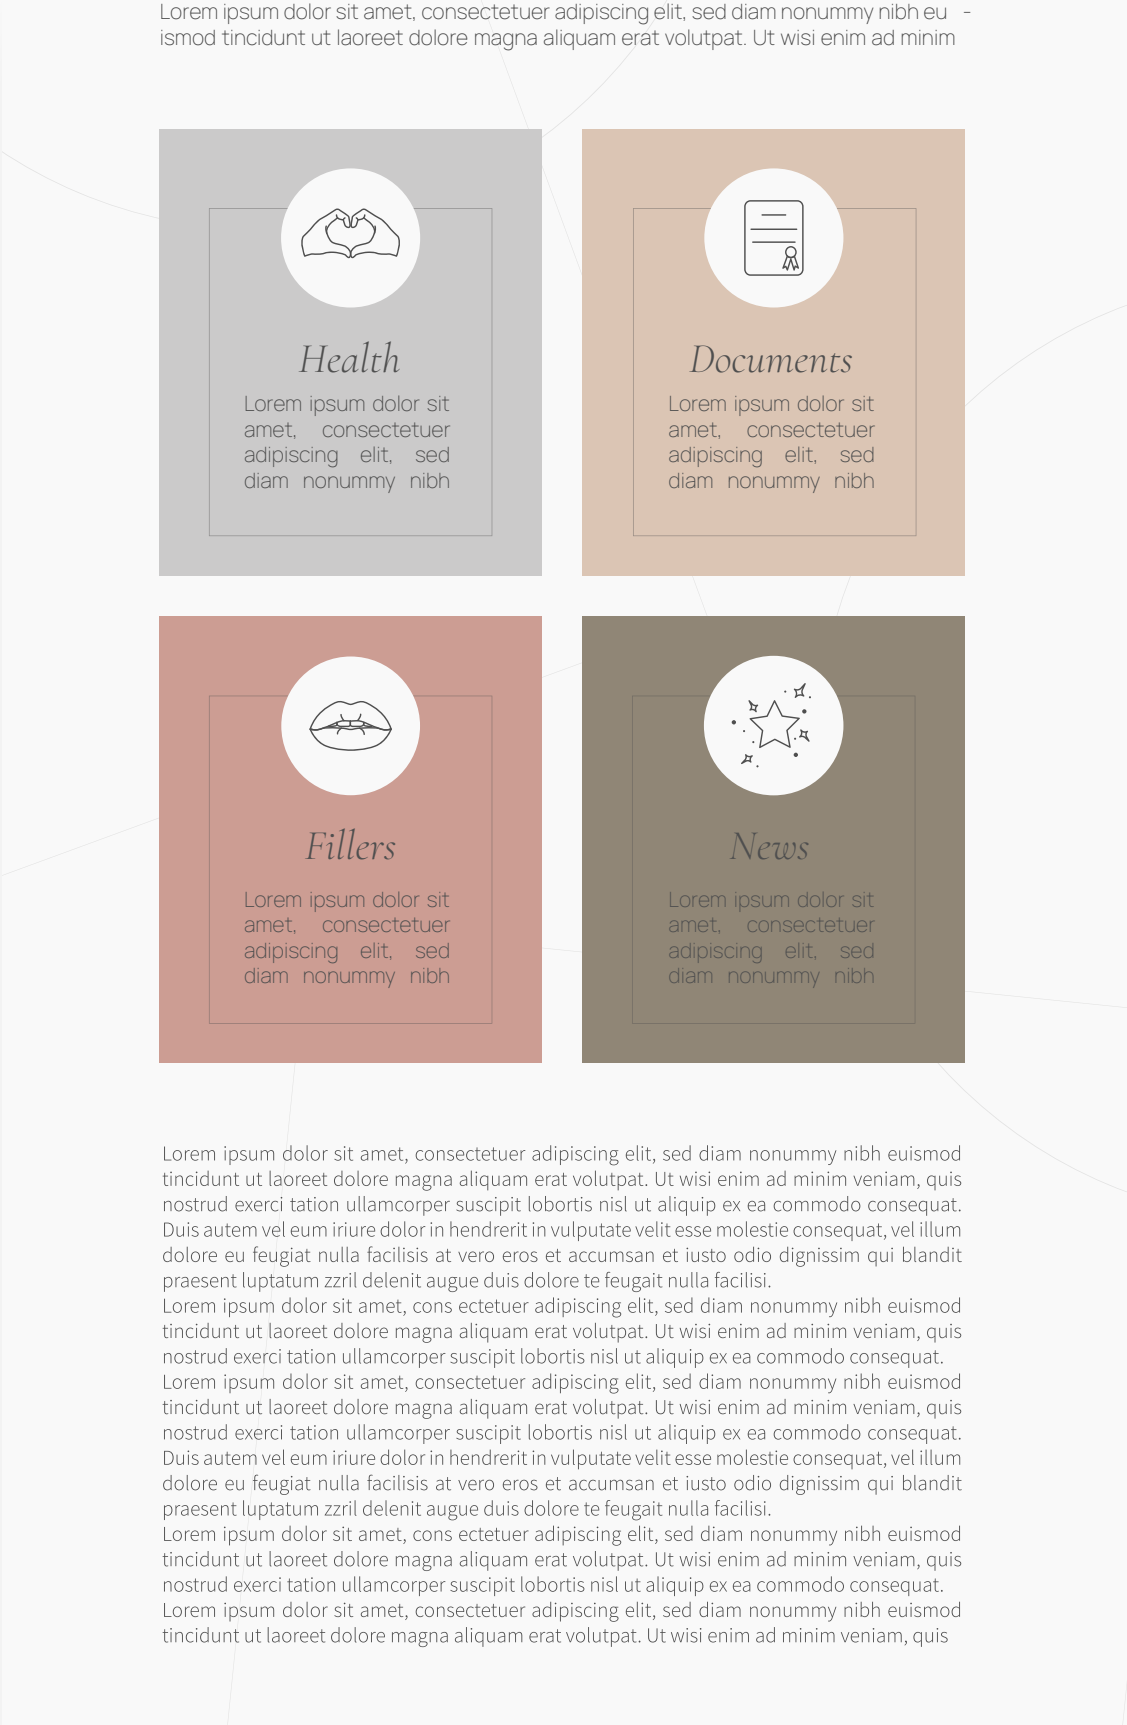 Lorem ipsum dolor sit amet, consectetuer adipiscing elit, sed diam nonummy nibh eu -
ismod tincidunt ut laoreet dolore magna aliquam erat volutpat. Ut wisi enim ad minim
Health
Lorem ipsum dolor sit
amet, consectetuer
adipiscing elit, sed
diam nonummy nibh
Documents
Lorem ipsum dolor sit
amet, consectetuer
adipiscing elit, sed
diam nonummy nibh
Fillers
Lorem ipsum dolor sit
amet, consectetuer
adipiscing elit, sed
diam nonummy nibh
News
Lorem ipsum dolor sit
amet, consectetuer
adipiscing elit, sed
diam nonummy nibh
Lorem ipsum dolor sit amet, consectetuer adipiscing elit, sed diam nonummy nibh euismod
tincidunt ut laoreet dolore magna aliquam erat volutpat. Ut wisi enim ad minim veniam, quis
nostrud exerci tation ullamcorper suscipit lobortis nisl ut aliquip ex ea commodo consequat.
Duis autem vel eum iriure dolor in hendrerit in vulputate velit esse molestie consequat, vel illum
dolore eu feugiat nulla facilisis at vero eros et accumsan et iusto odio dignissim qui blandit
praesent luptatum zzril delenit augue duis dolore te feugait nulla facilisi.
Lorem ipsum dolor sit amet, cons ectetuer adipiscing elit, sed diam nonummy nibh euismod
tincidunt ut laoreet dolore magna aliquam erat volutpat. Ut wisi enim ad minim veniam, quis
nostrud exerci tation ullamcorper suscipit lobortis nisl ut aliquip ex ea commodo consequat.
Lorem ipsum dolor sit amet, consectetuer adipiscing elit, sed diam nonummy nibh euismod
tincidunt ut laoreet dolore magna aliquam erat volutpat. Ut wisi enim ad minim veniam, quis
nostrud exerci tation ullamcorper suscipit lobortis nisl ut aliquip ex ea commodo consequat.
Duis autem vel eum iriure dolor in hendrerit in vulputate velit esse molestie consequat, vel illum
dolore eu feugiat nulla facilisis at vero eros et accumsan et iusto odio dignissim qui blandit
praesent luptatum zzril delenit augue duis dolore te feugait nulla facilisi.
Lorem ipsum dolor sit amet, cons ectetuer adipiscing elit, sed diam nonummy nibh euismod
tincidunt ut laoreet dolore magna aliquam erat volutpat. Ut wisi enim ad minim veniam, quis
nostrud exerci tation ullamcorper suscipit lobortis nisl ut aliquip ex ea commodo consequat.
Lorem ipsum dolor sit amet, consectetuer adipiscing elit, sed diam nonummy nibh euismod
tincidunt ut laoreet dolore magna aliquam erat volutpat. Ut wisi enim ad minim veniam, quis